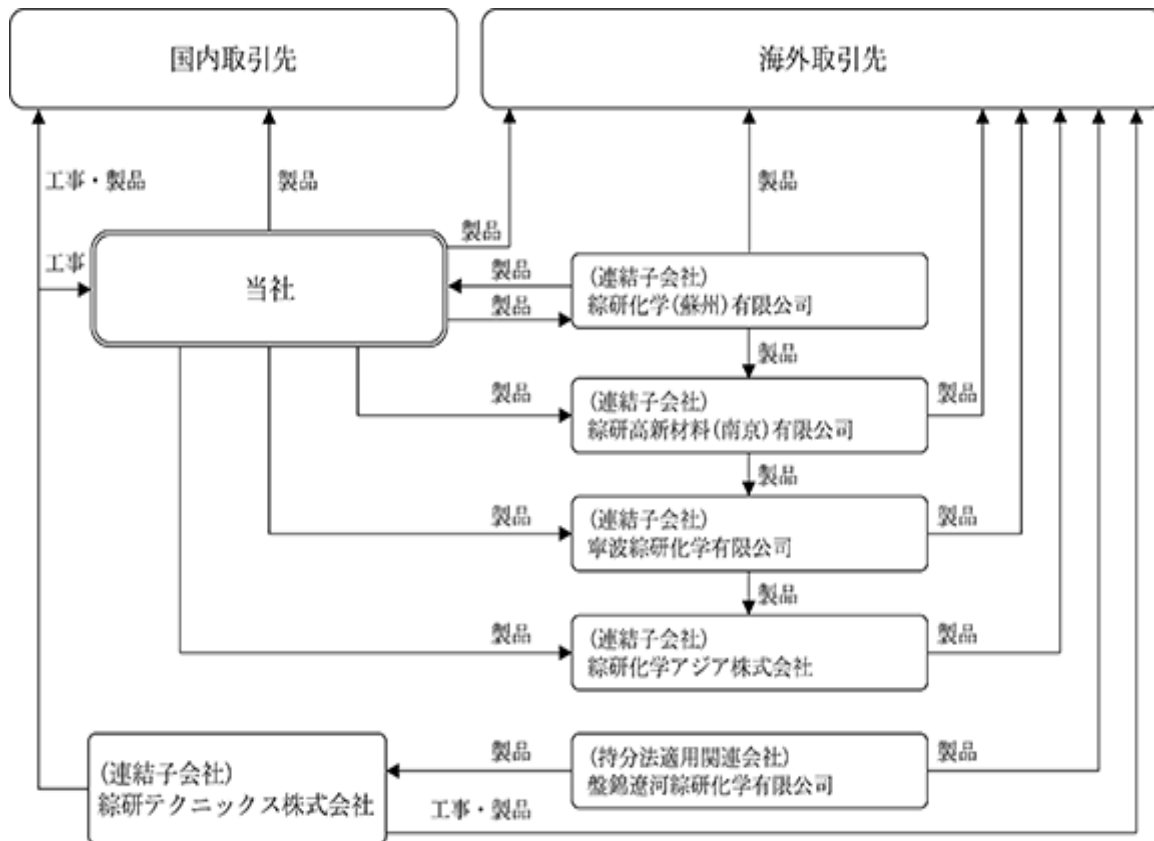 国内取引先
海外取引先
工事・製品
製品
製品
製品
工事
当社
製品
製品
(連結子会社)
綜研化学(蘇州)有限公司
製品
製品
(連結子会社)
綜研高新材料(南京)有限公司
製品
製品
製品
(連結子会社)
寧波綜研化学有限公司
製品
製品
製品
(連結子会社)
綜研化学アジア株式会社
製品
(連結子会社)
綜研テクニックス株式会社
製品
(持分法適用関連会社)
盤錦遼河綜研化学有限公司
製品
工事・製品